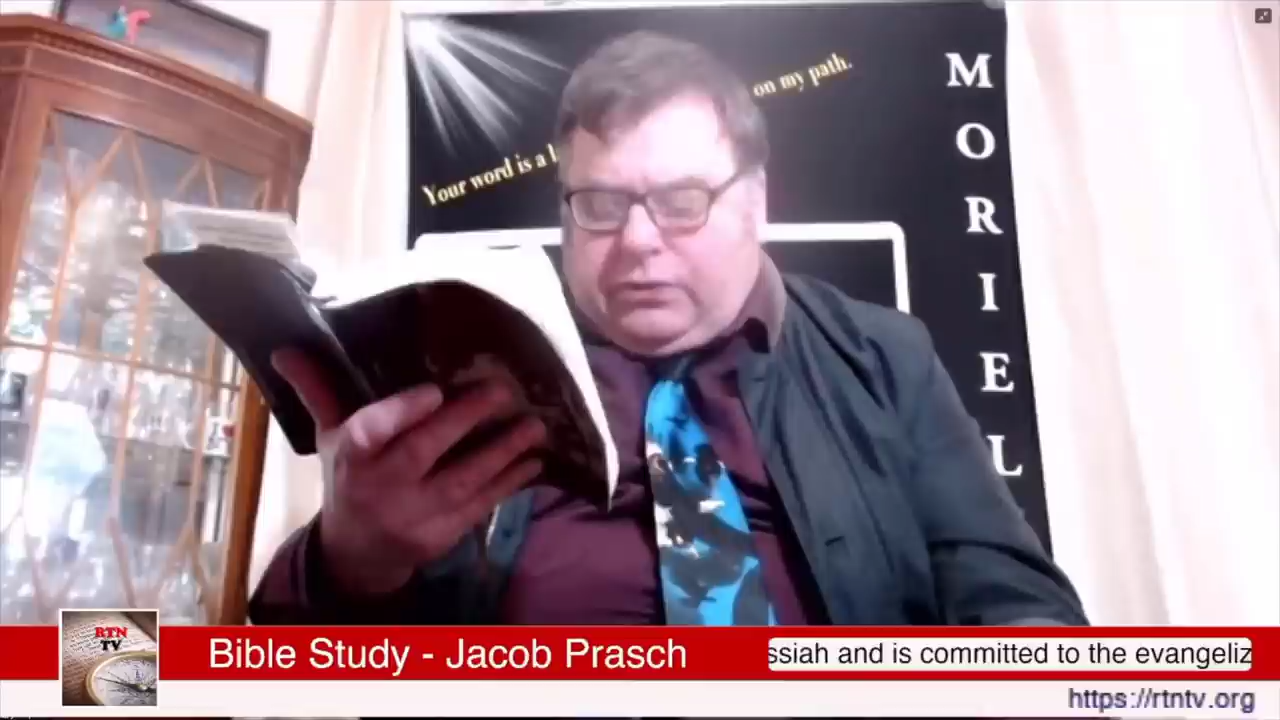 Your word is a l
on my path.
M
O
R
I
E
L
RTN
TV
Bible Study - Jacob Prasch
ssiah and is committed to the evangeliz
https://rtntv.org